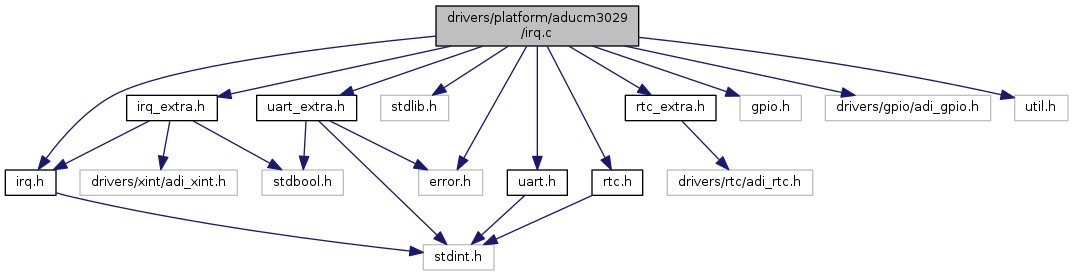 drivers/platform/aducm3029
/irq.c
irq_extra.h
uart_extra.h
stdlib.h
rtc_extra.h
gpio.h
drivers/gpio/adi_gpio.h
util.h
irq.h
drivers/xint/adi_xint.h
stdbool.h
error.h
uart.h
rtc.h
drivers/rtc/adi_rtc.h
stdint.h